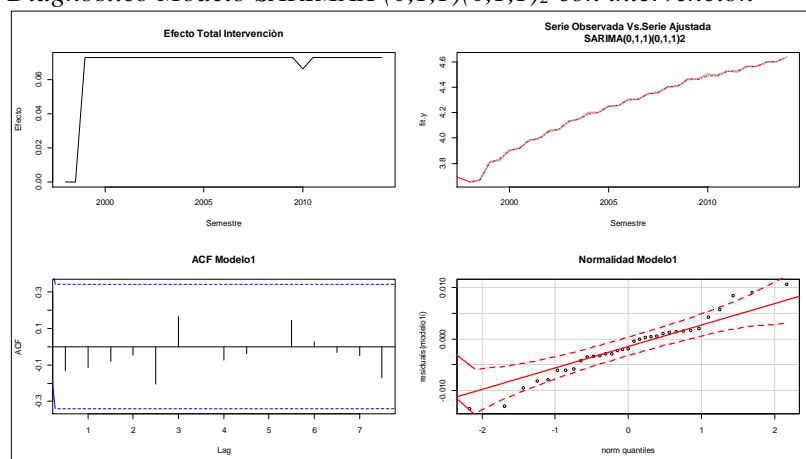 Diagnóstico Modelo SARIMAX (0,1,1)(0,1,1)₂ con intervención
Efecto Total Intervenciòn
Efecto
0.00 0.02 0.04 0.06
2000 2005 2010
Semestre
Serie Observada Vs.Serie Ajustada
SARIMA(0,1,1)(0,1,1)2
fit.y
3.8 4.0 4.2 4.4 4.6
2000 2005 2010
Semestre
ACF Modelo1
ACF
-0.3 -0.1 0.1 0.3
1 2 3 4 5 6 7
Lag
Normalidad Modelo1
residuals(modelo1i)
-0.010 0.000 0.010
-2 -1 0 1 2
norm quantiles